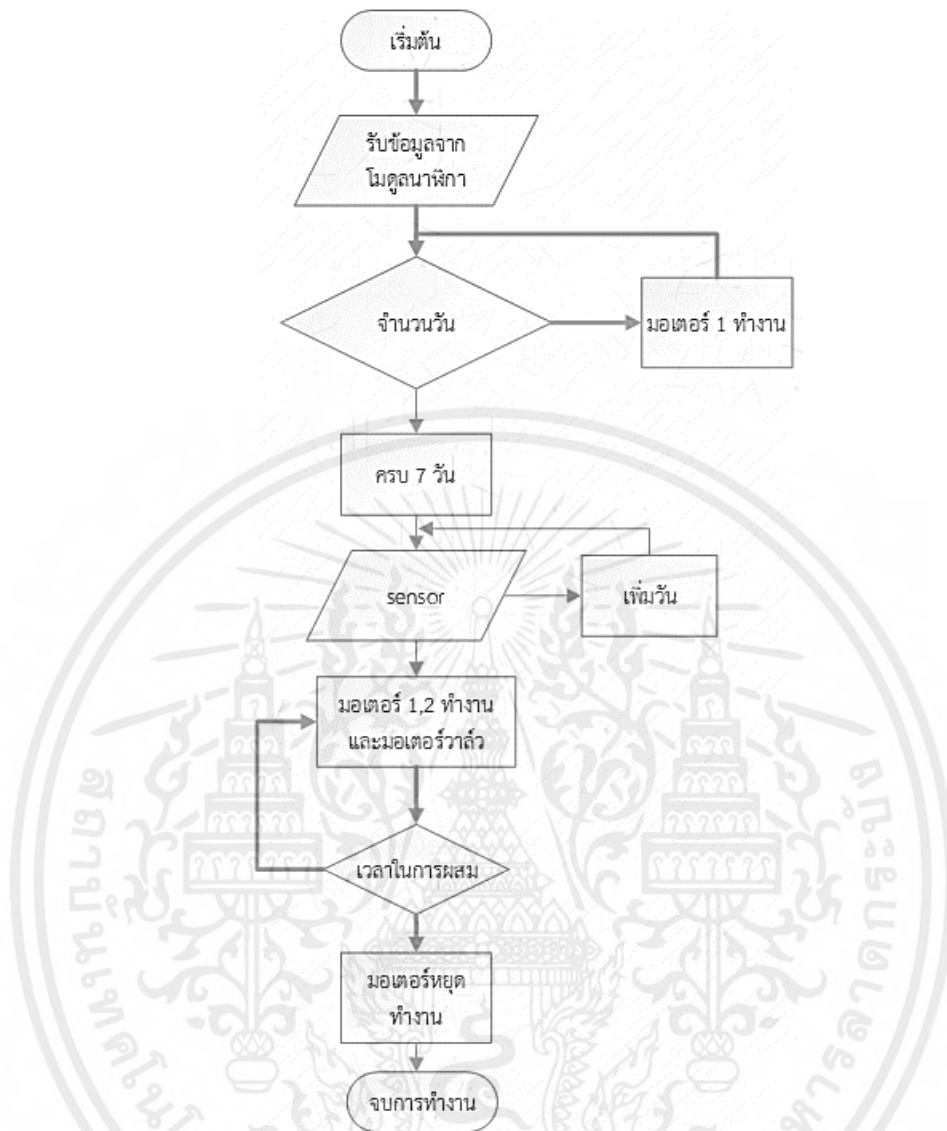 เริ่มต้น
รับข้อมูลจาก
โมดูลนาฬิกา
จำนวนวัน
มอเตอร์ 1 ทำงาน
ครบ 7 วัน
sensor
เพิ่มวัน
มอเตอร์ 1,2 ทำงาน
และมอเตอร์วาล์ว
เวลาในการผสม
มอเตอร์หยุด
ทำงาน
จบการทำงาน